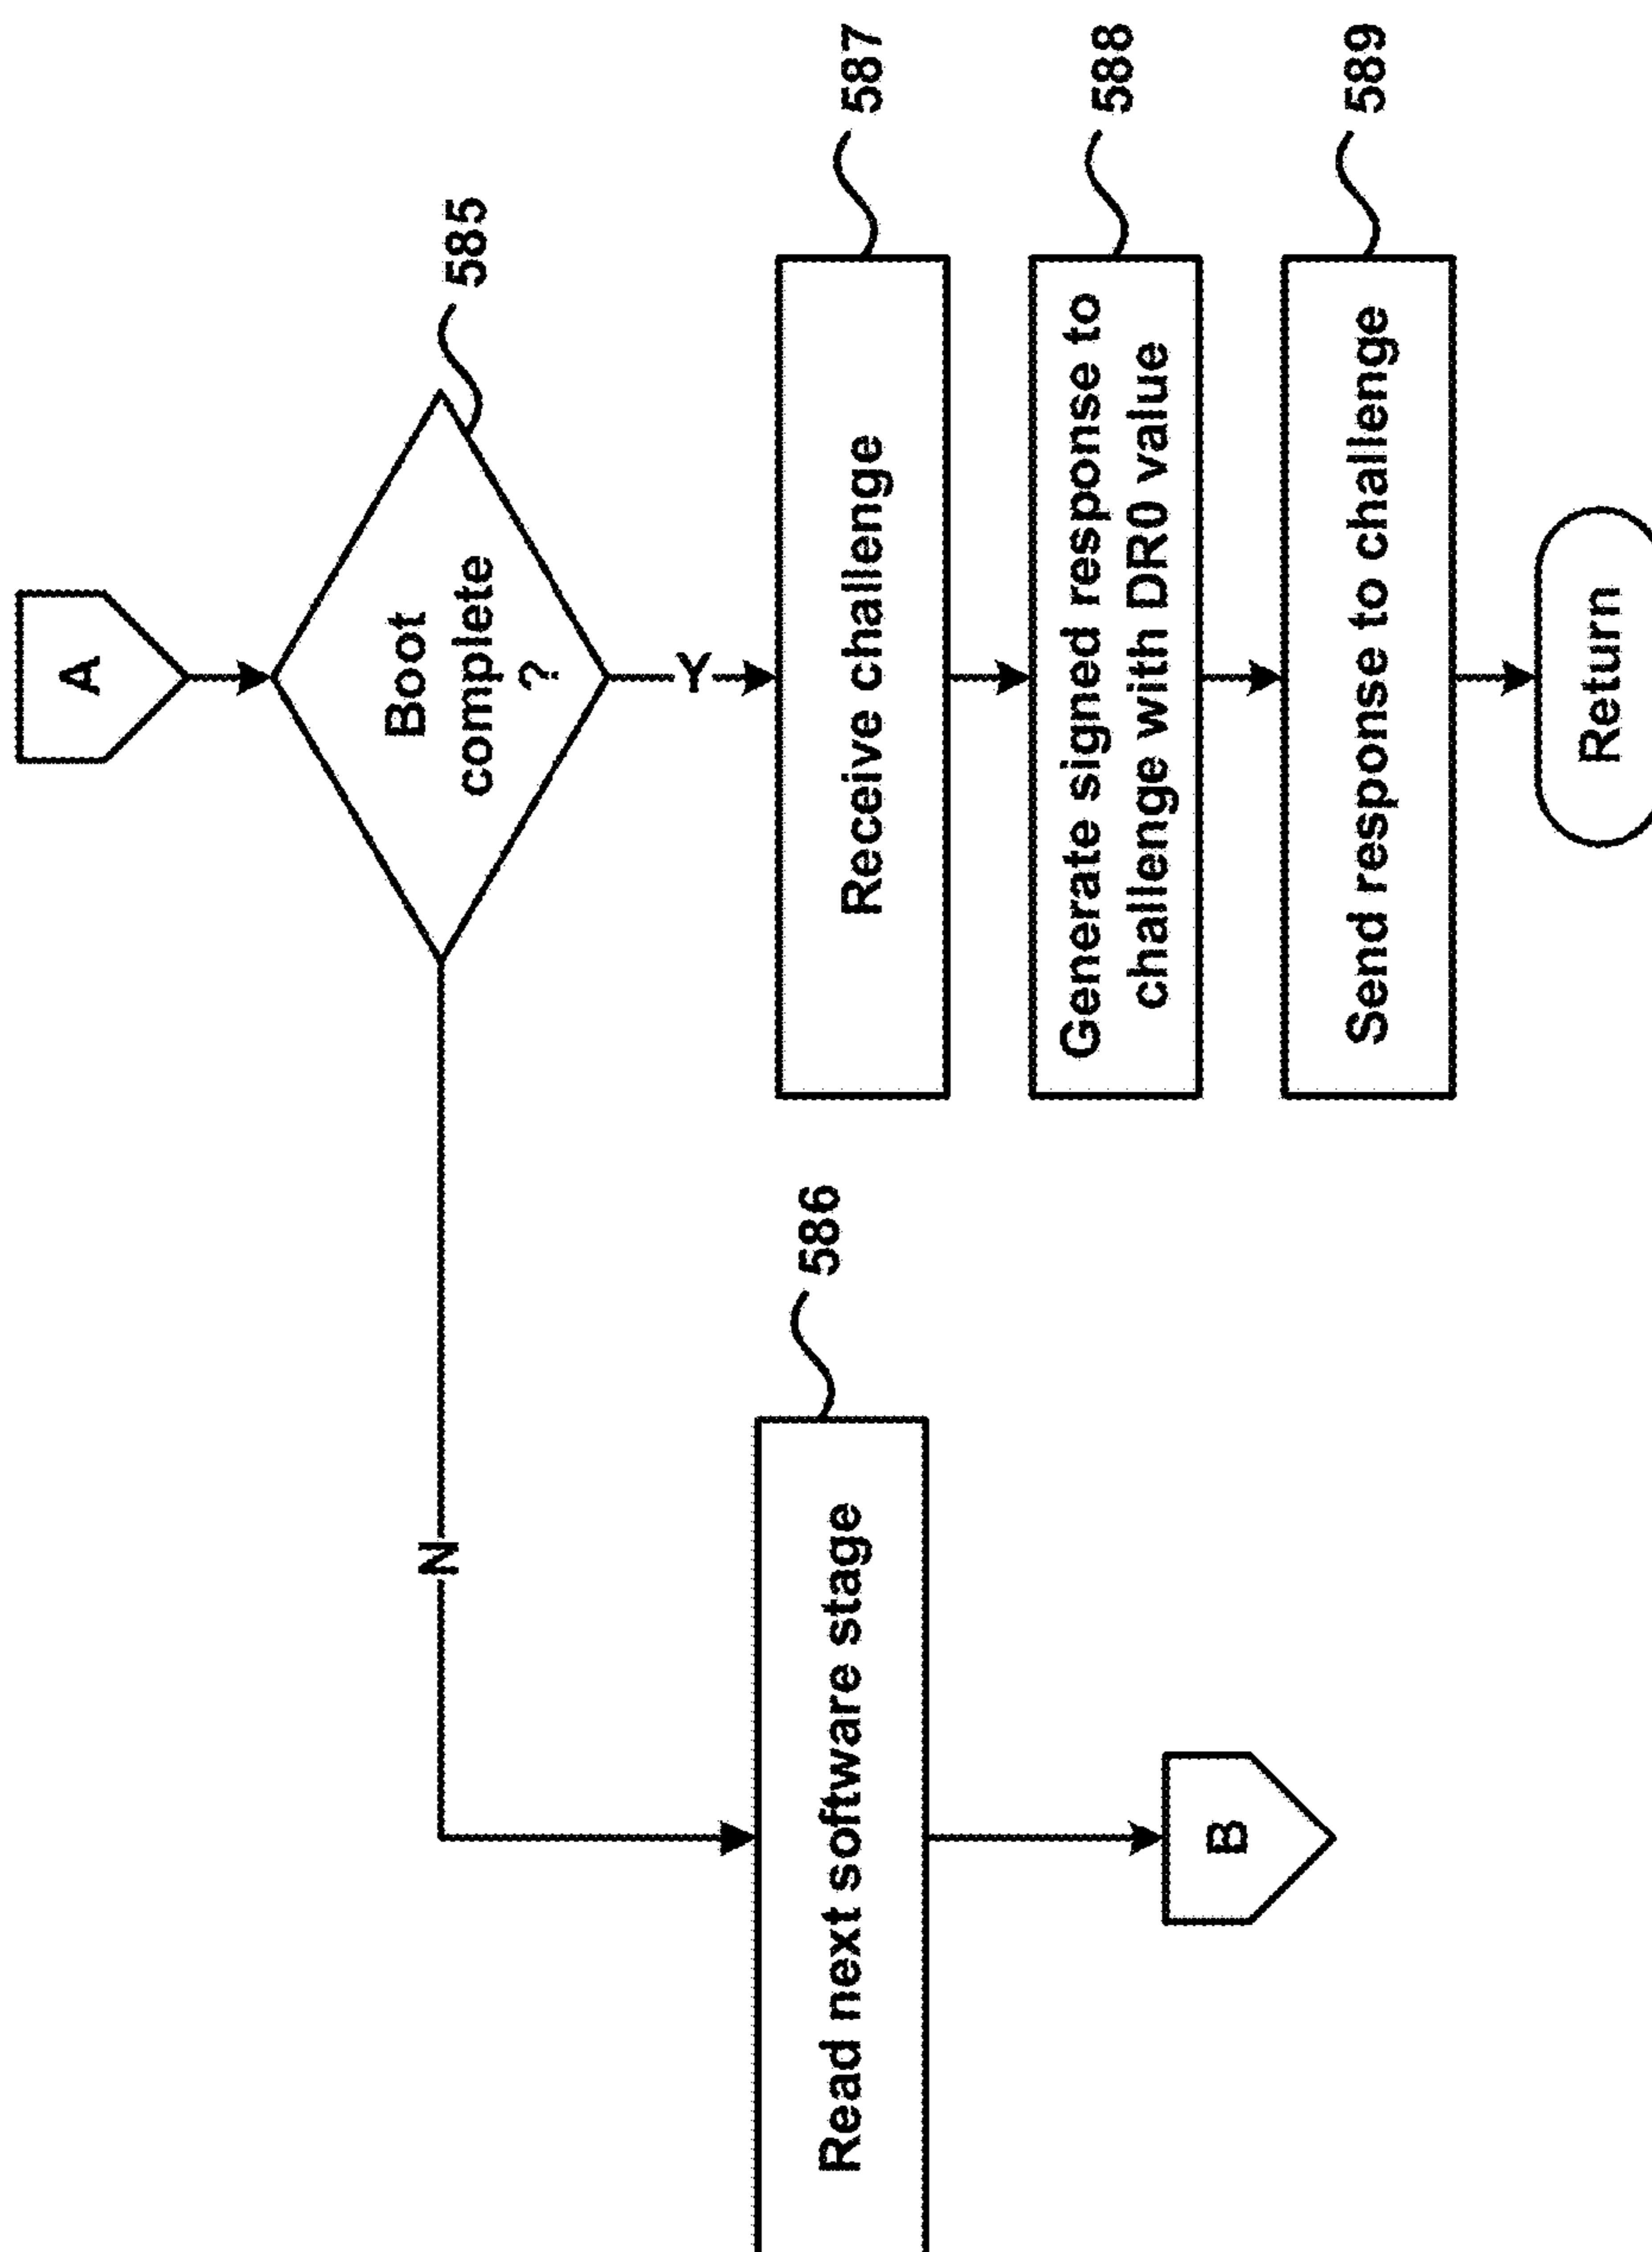 A
Boot
complete
?
585
N
Y
Read next software stage
586
B
Receive challenge
587
Generate signed response to
challenge with DR0 value
588
Send response to challenge
589
Return